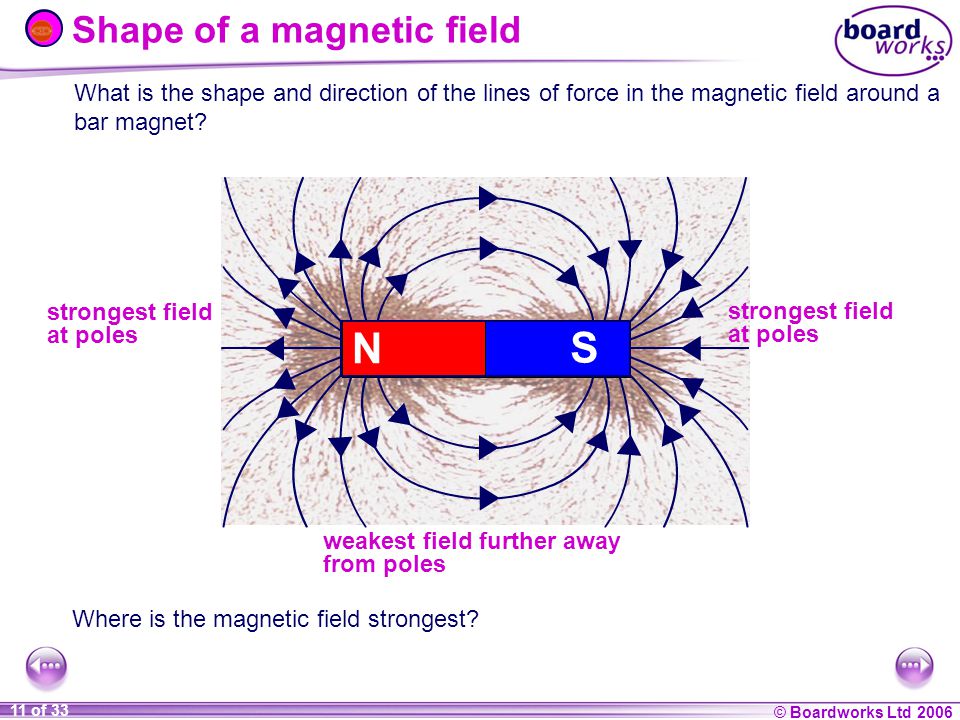 Shape of a magnetic field
board
works
What is the shape and direction of the lines of force in the magnetic field around a
bar magnet?
strongest field
at poles
strongest field
at poles
N
S
weakest field further away
from poles
Where is the magnetic field strongest?
11 of 33
© Boardworks Ltd 2006